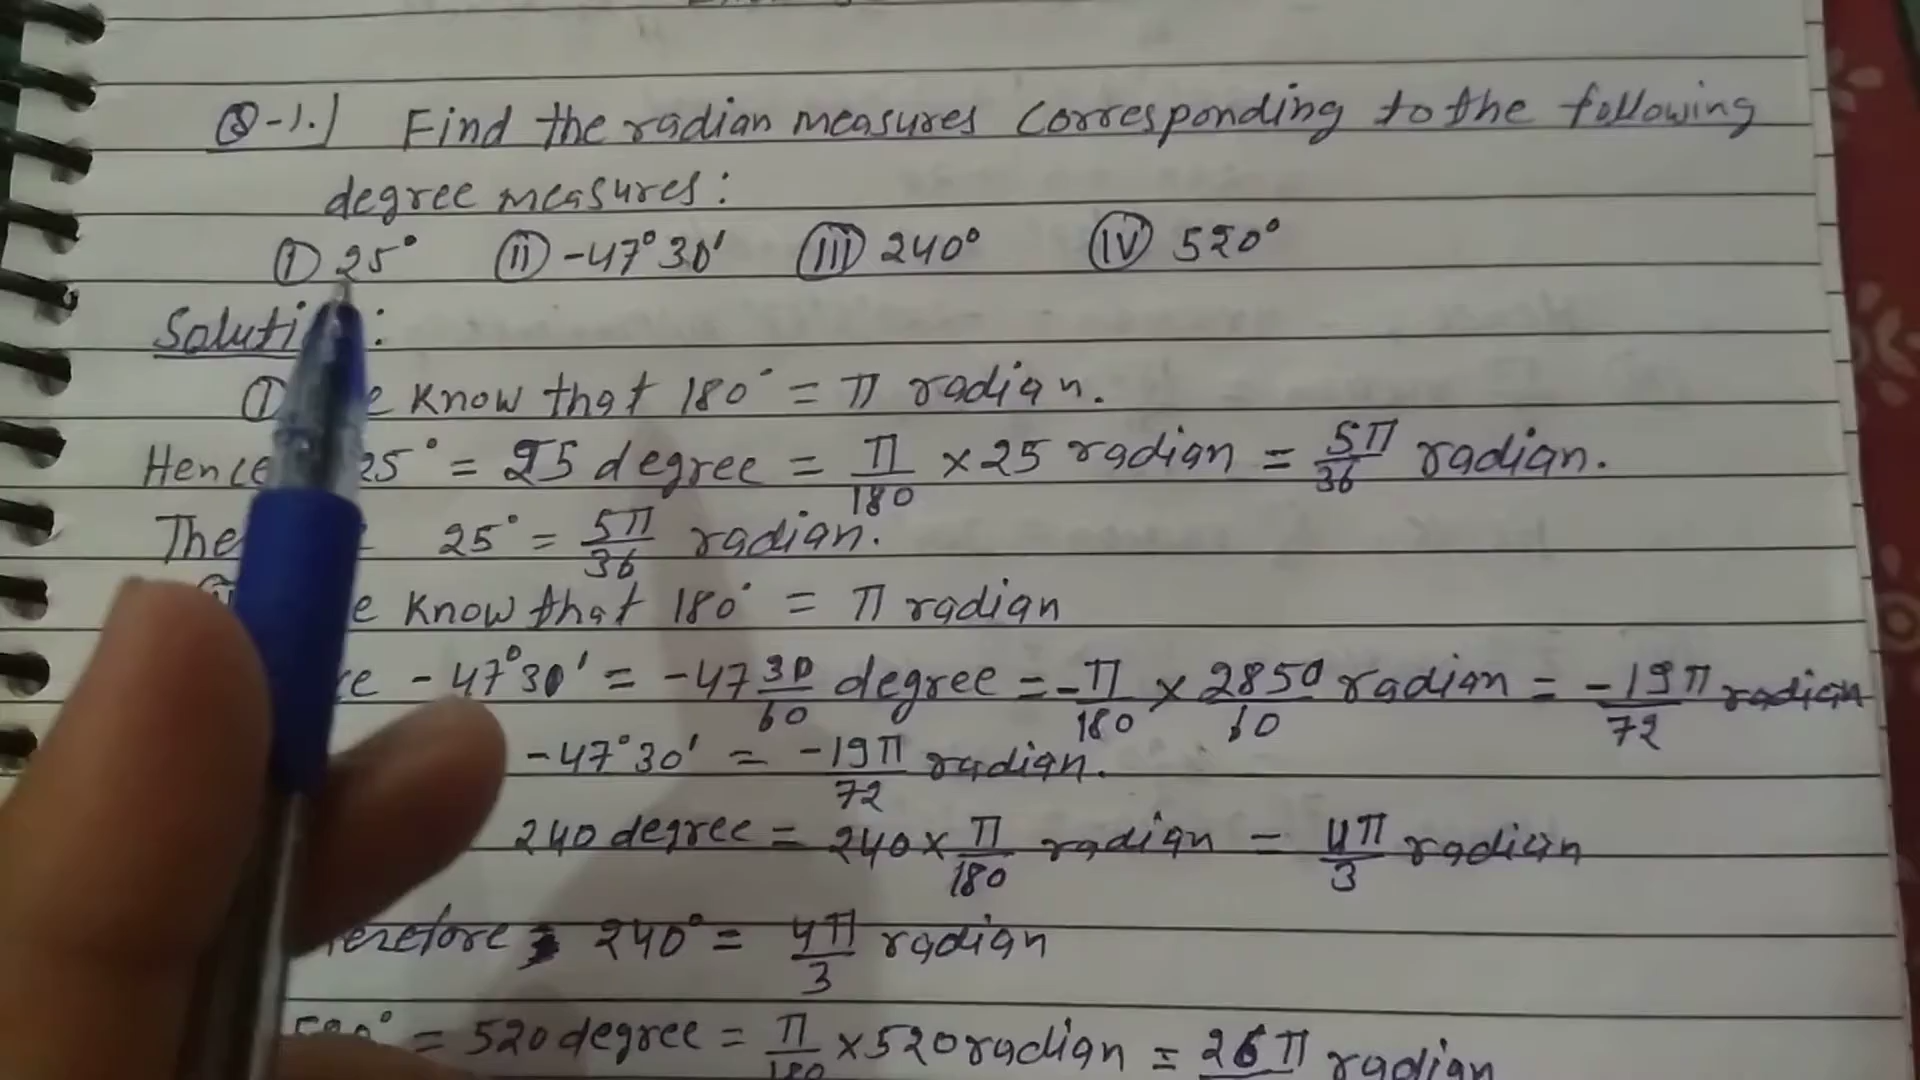 Q-1.) Find the radian measures corresponding to the following
degree measures:
(i) 25° (ii) -47°30' (iii) 240° (iv) 520°
(i) know that 180° = π radian.
25° = 25 degree = π/180 × 25 radian = 5π/36 radian.
25° = 5π/36 radian.
know that 180° = π radian
-47°30' = -47 30/60 degree = -π/180 × 2850/60 radian = -19π/72 radian
-47°30' = -19π/72 radian.
240 degree = 240 × π/180 radian = 4π/3 radian
240° = 4π/3 radian
= 520 degree = π/180 × 520 radian = 26π radian